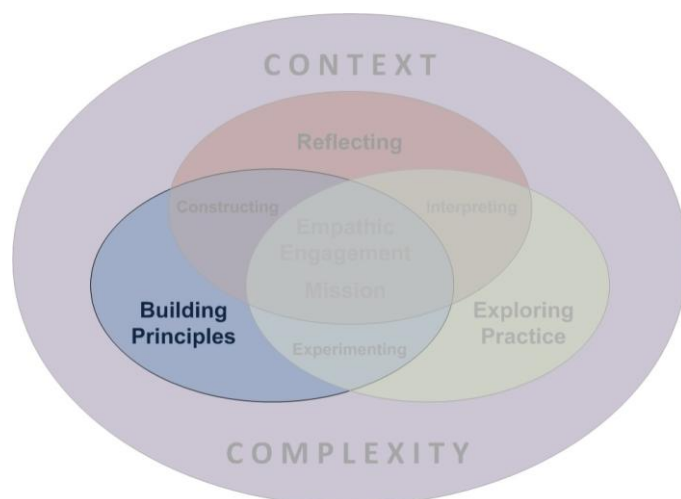 CONTEXT
Reflecting
Constructing
Interpreting
Empathic
Engagement
Mission
Building
Principles
Exploring
Practice
Experimenting
COMPLEXITY